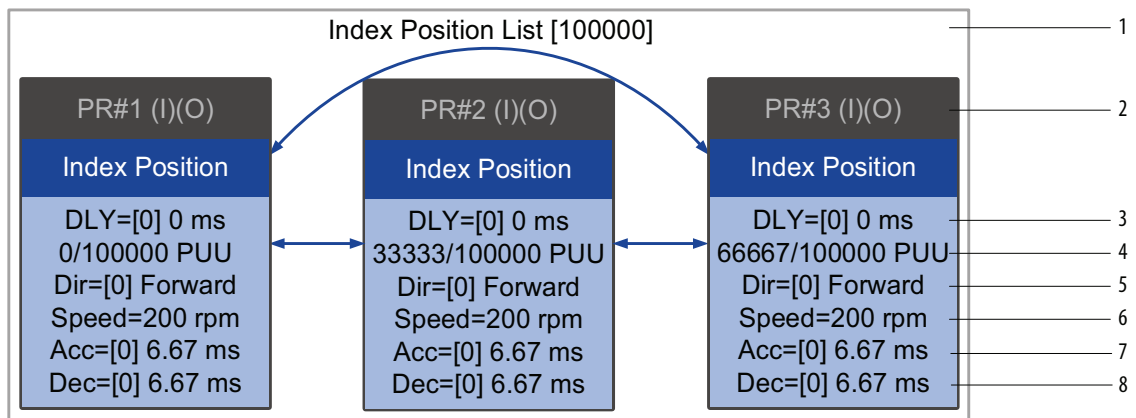 Index Position List [100000]
PR#1 (I)(O)
Index Position
DLY=[0] 0 ms
0/100000 PUU
Dir=[0] Forward
Speed=200 rpm
Acc=[0] 6.67 ms
Dec=[0] 6.67 ms
PR#2 (I)(O)
Index Position
DLY=[0] 0 ms
33333/100000 PUU
Dir=[0] Forward
Speed=200 rpm
Acc=[0] 6.67 ms
Dec=[0] 6.67 ms
PR#3 (I)(O)
Index Position
DLY=[0] 0 ms
66667/100000 PUU
Dir=[0] Forward
Speed=200 rpm
Acc=[0] 6.67 ms
Dec=[0] 6.67 ms
1
2
3
4
5
6
7
8